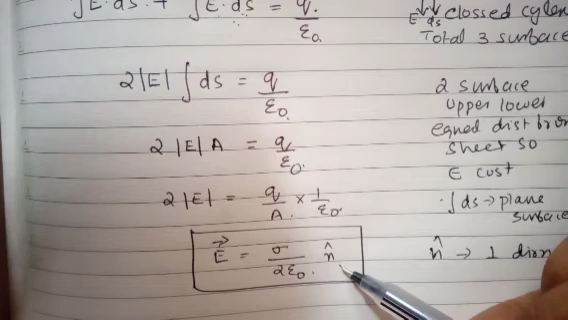 ∫E·ds + ∫E·ds = q/ε₀
E ds closed cylen
Total 3 surface
2|E| ∫ ds = q/ε₀
2 surface
upper lower
2|E|A = q/ε₀
equal dist from
sheet so
E cost
2|E| = q/A × 1/ε₀
∫ds → plane
surface
E⃗ = σ/2ε₀ n̂
n̂ → ⊥ dirn